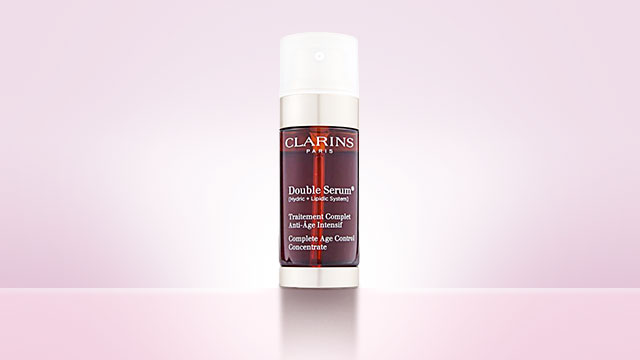 CLARINS
PARIS
Double Serum®
[Hydric + Lipidic System]
Traitement Complet
Anti-Âge Intensif
Complete Age Control
Concentrate